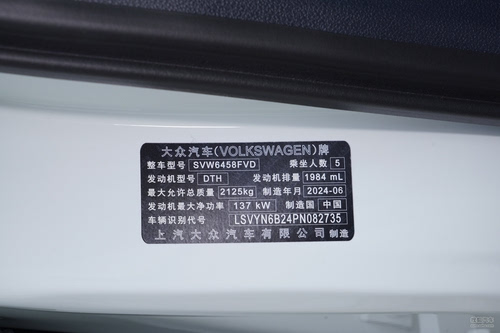 大众汽车(VOLKSWAGEN)牌
整车型号 SVW6458FVD 乘坐人数 5
发动机型号 DTH 发动机排量 1984 mL
最大允许总质量 2125kg 制造年月 2024-06
发动机最大净功率 137 kW 制造国 中国
车辆识别代号 LSVYN6B24PN082735
上汽大众汽车有限公司 制造